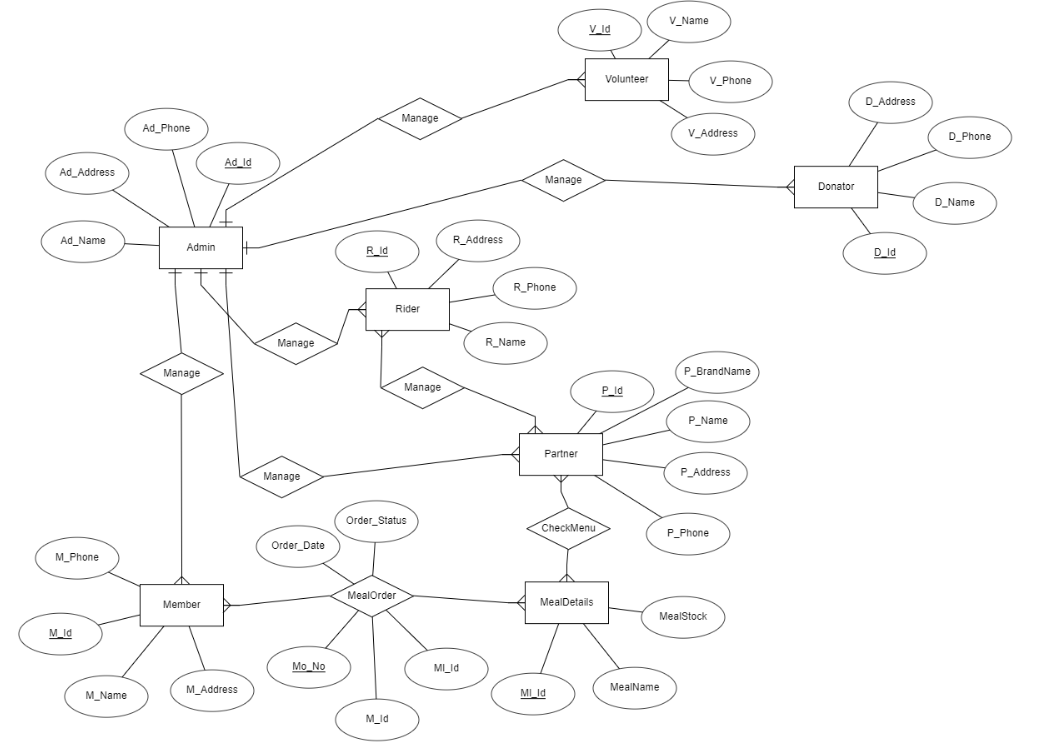 V_Id
V_Name
Volunteer
V_Phone
V_Address
Manage
D_Address
D_Phone
Donator
D_Name
D_Id
Manage
Ad_Phone
Ad_Id
Ad_Address
Ad_Name
Admin
R_Id
R_Address
R_Phone
Rider
R_Name
Manage
Manage
Manage
P_Id
P_BrandName
P_Name
Partner
P_Address
P_Phone
Manage
CheckMenu
Order_Status
Order_Date
M_Phone
Member
MealOrder
MealDetails
MealStock
M_Id
M_Name
M_Address
Mo_No
M_Id
MI_Id
MI_Id
MealName